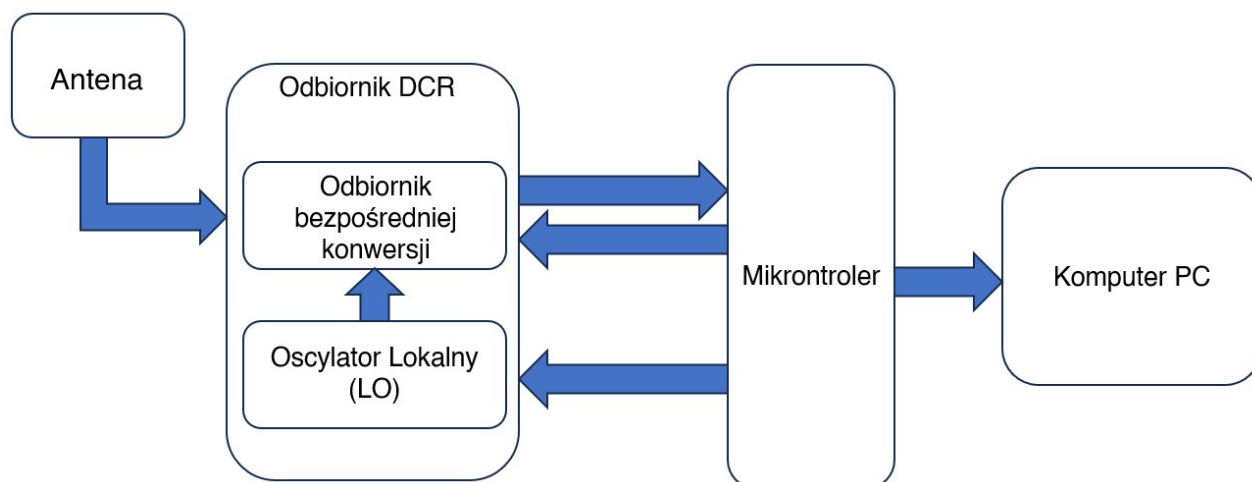 Antena
Odbiornik DCR
Odbiornik
bezpośredniej
konwersji
Oscylator Lokalny
(LO)
Mikrontroler
Komputer PC